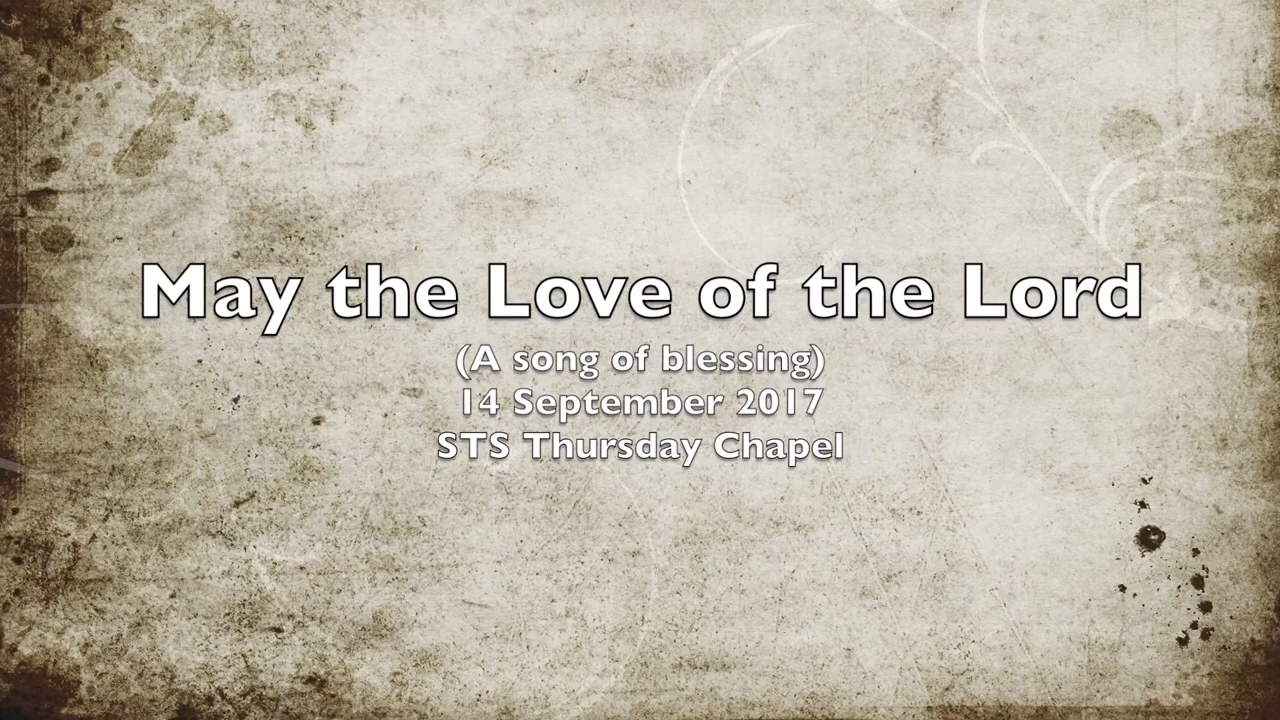 May the Love of the Lord
(A song of blessing)
14 September 2017
STS Thursday Chapel